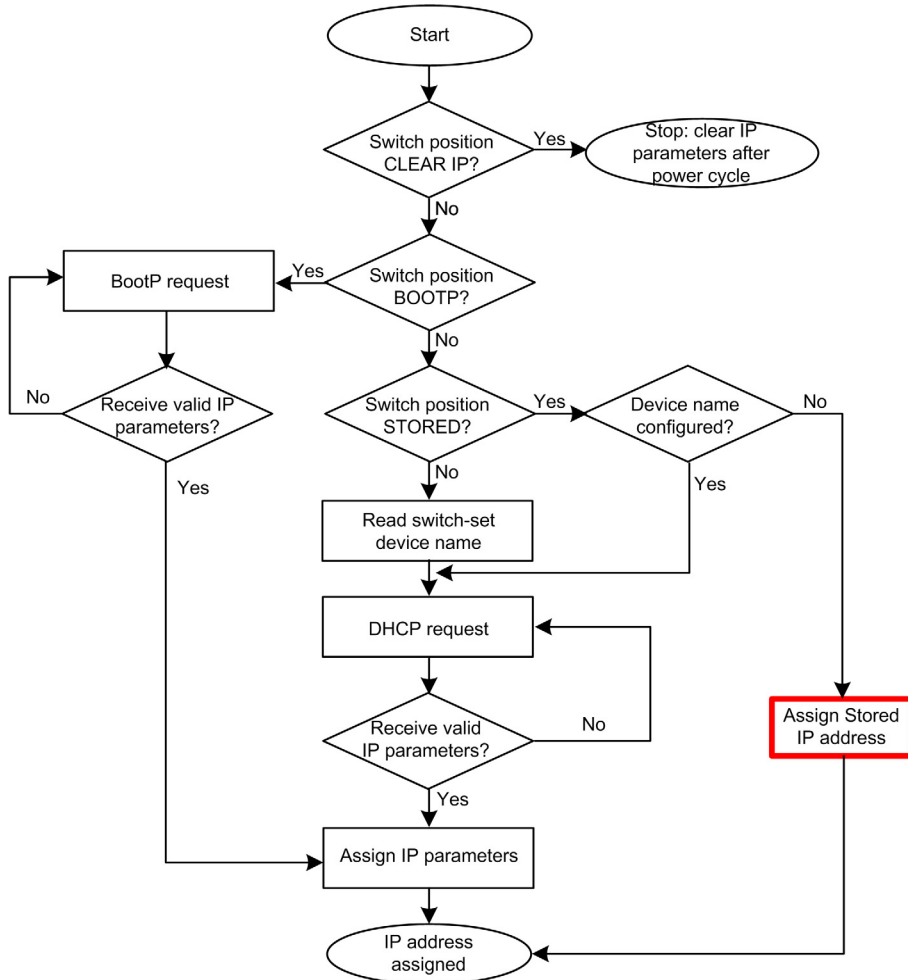 Start
Switch position
CLEAR IP?
Yes
Stop: clear IP
parameters after
power cycle
No
BootP request
Yes
Switch position
BOOTP?
No
No
Receive valid IP
parameters?
Yes
Switch position
STORED?
Yes
Device name
configured?
No
No
Yes
Read switch-set
device name
DHCP request
Receive valid
IP parameters?
No
Assign Stored
IP address
Yes
Assign IP parameters
IP address
assigned